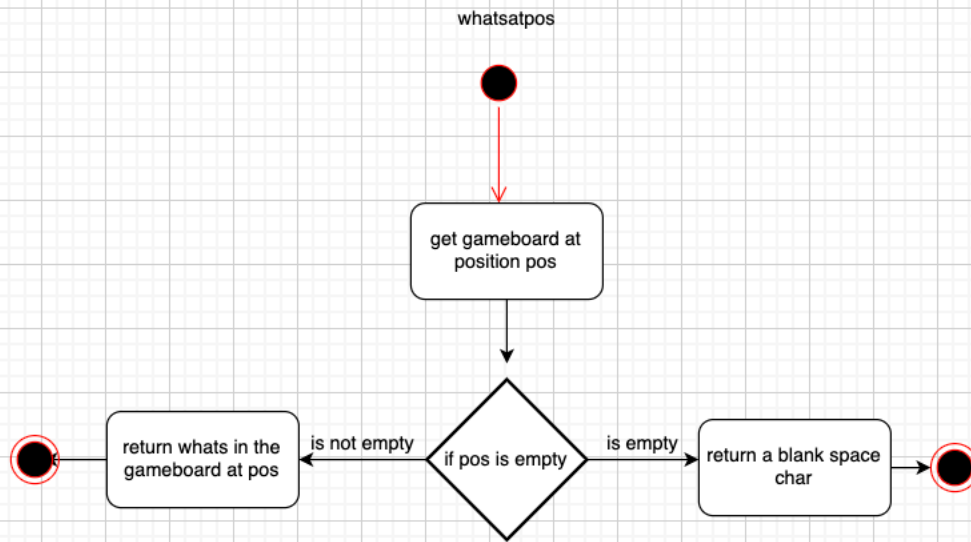 whatsatpos
get gameboard at
position pos
is not empty
if pos is empty
is empty
return whats in the
gameboard at pos
return a blank space
char